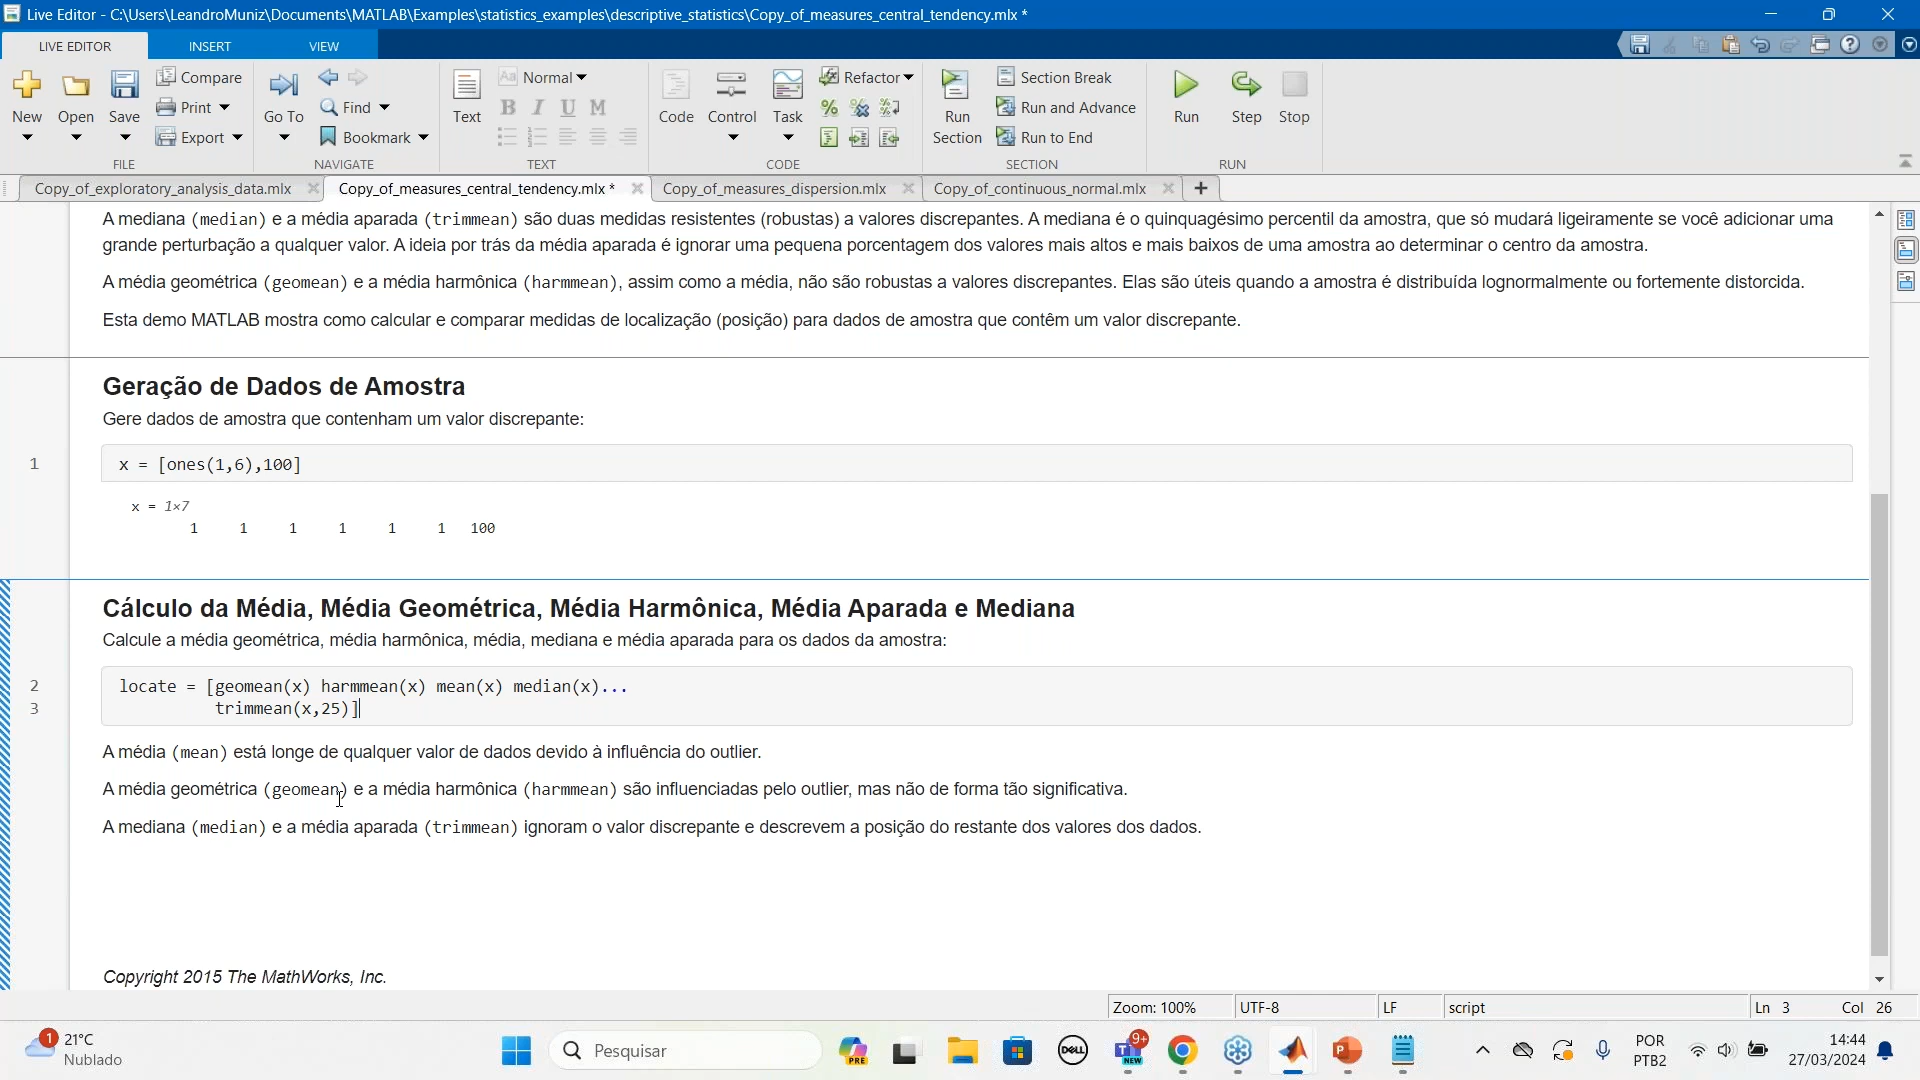 Live Editor - C:\Users\LeandroMuniz\Documents\MATLAB\Examples\statistics_examples\descriptive_statistics\Copy_of_measures_central_tendency.mlx *
LIVE EDITOR INSERT VIEW
New Open Save Compare Print Export
FILE
Go To Find Bookmark
NAVIGATE
Text Aa Normal B I U M
TEXT
Code Control Task Refactor
CODE
Run Section Section Break Run and Advance Run to End
SECTION
Run Step Stop
RUN
Copy_of_exploratory_analysis_data.mlx Copy_of_measures_central_tendency.mlx * Copy_of_measures_dispersion.mlx Copy_of_continuous_normal.mlx +
A mediana (median) e a média aparada (trimmean) são duas medidas resistentes (robustas) a valores discrepantes. A mediana é o quinquagésimo percentil da amostra, que só mudará ligeiramente se você adicionar uma
grande perturbação a qualquer valor. A ideia por trás da média aparada é ignorar uma pequena porcentagem dos valores mais altos e mais baixos de uma amostra ao determinar o centro da amostra.
A média geométrica (geomean) e a média harmônica (harmmean), assim como a média, não são robustas a valores discrepantes. Elas são úteis quando a amostra é distribuída lognormalmente ou fortemente distorcida.
Esta demo MATLAB mostra como calcular e comparar medidas de localização (posição) para dados de amostra que contêm um valor discrepante.
Geração de Dados de Amostra
Gere dados de amostra que contenham um valor discrepante:
1 x = [ones(1,6),100]
x = 1×7
1 1 1 1 1 1 100
Cálculo da Média, Média Geométrica, Média Harmônica, Média Aparada e Mediana
Calcule a média geométrica, média harmônica, média, mediana e média aparada para os dados da amostra:
2 locate = [geomean(x) harmmean(x) mean(x) median(x)...
3 trimmean(x,25)]
A média (mean) está longe de qualquer valor de dados devido à influência do outlier.
A média geométrica (geomean) e a média harmônica (harmmean) são influenciadas pelo outlier, mas não de forma tão significativa.
A mediana (median) e a média aparada (trimmean) ignoram o valor discrepante e descrevem a posição do restante dos valores dos dados.
Copyright 2015 The MathWorks, Inc.
Zoom: 100% UTF-8 LF script Ln 3 Col 26
1 21°C
Nublado
Pesquisar
PRE
DELL
9+
NEW
POR
PTB2
14:44
27/03/2024